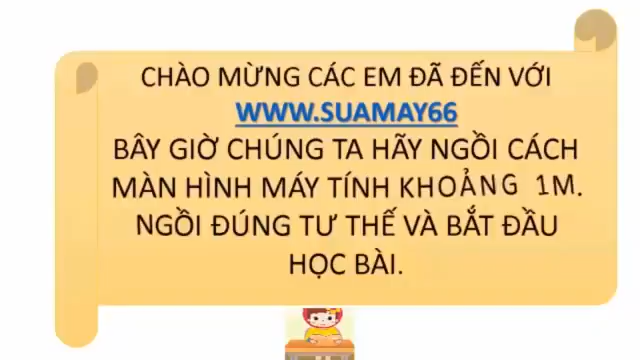 CHÀO MỪNG CÁC EM ĐÃ ĐẾN VỚI
WWW.SUAMAY66
BÂY GIỜ CHÚNG TA HÃY NGỒI CÁCH
MÀN HÌNH MÁY TÍNH KHOẢNG 1M.
NGỒI ĐÚNG TƯ THẾ VÀ BẮT ĐẦU
HỌC BÀI.